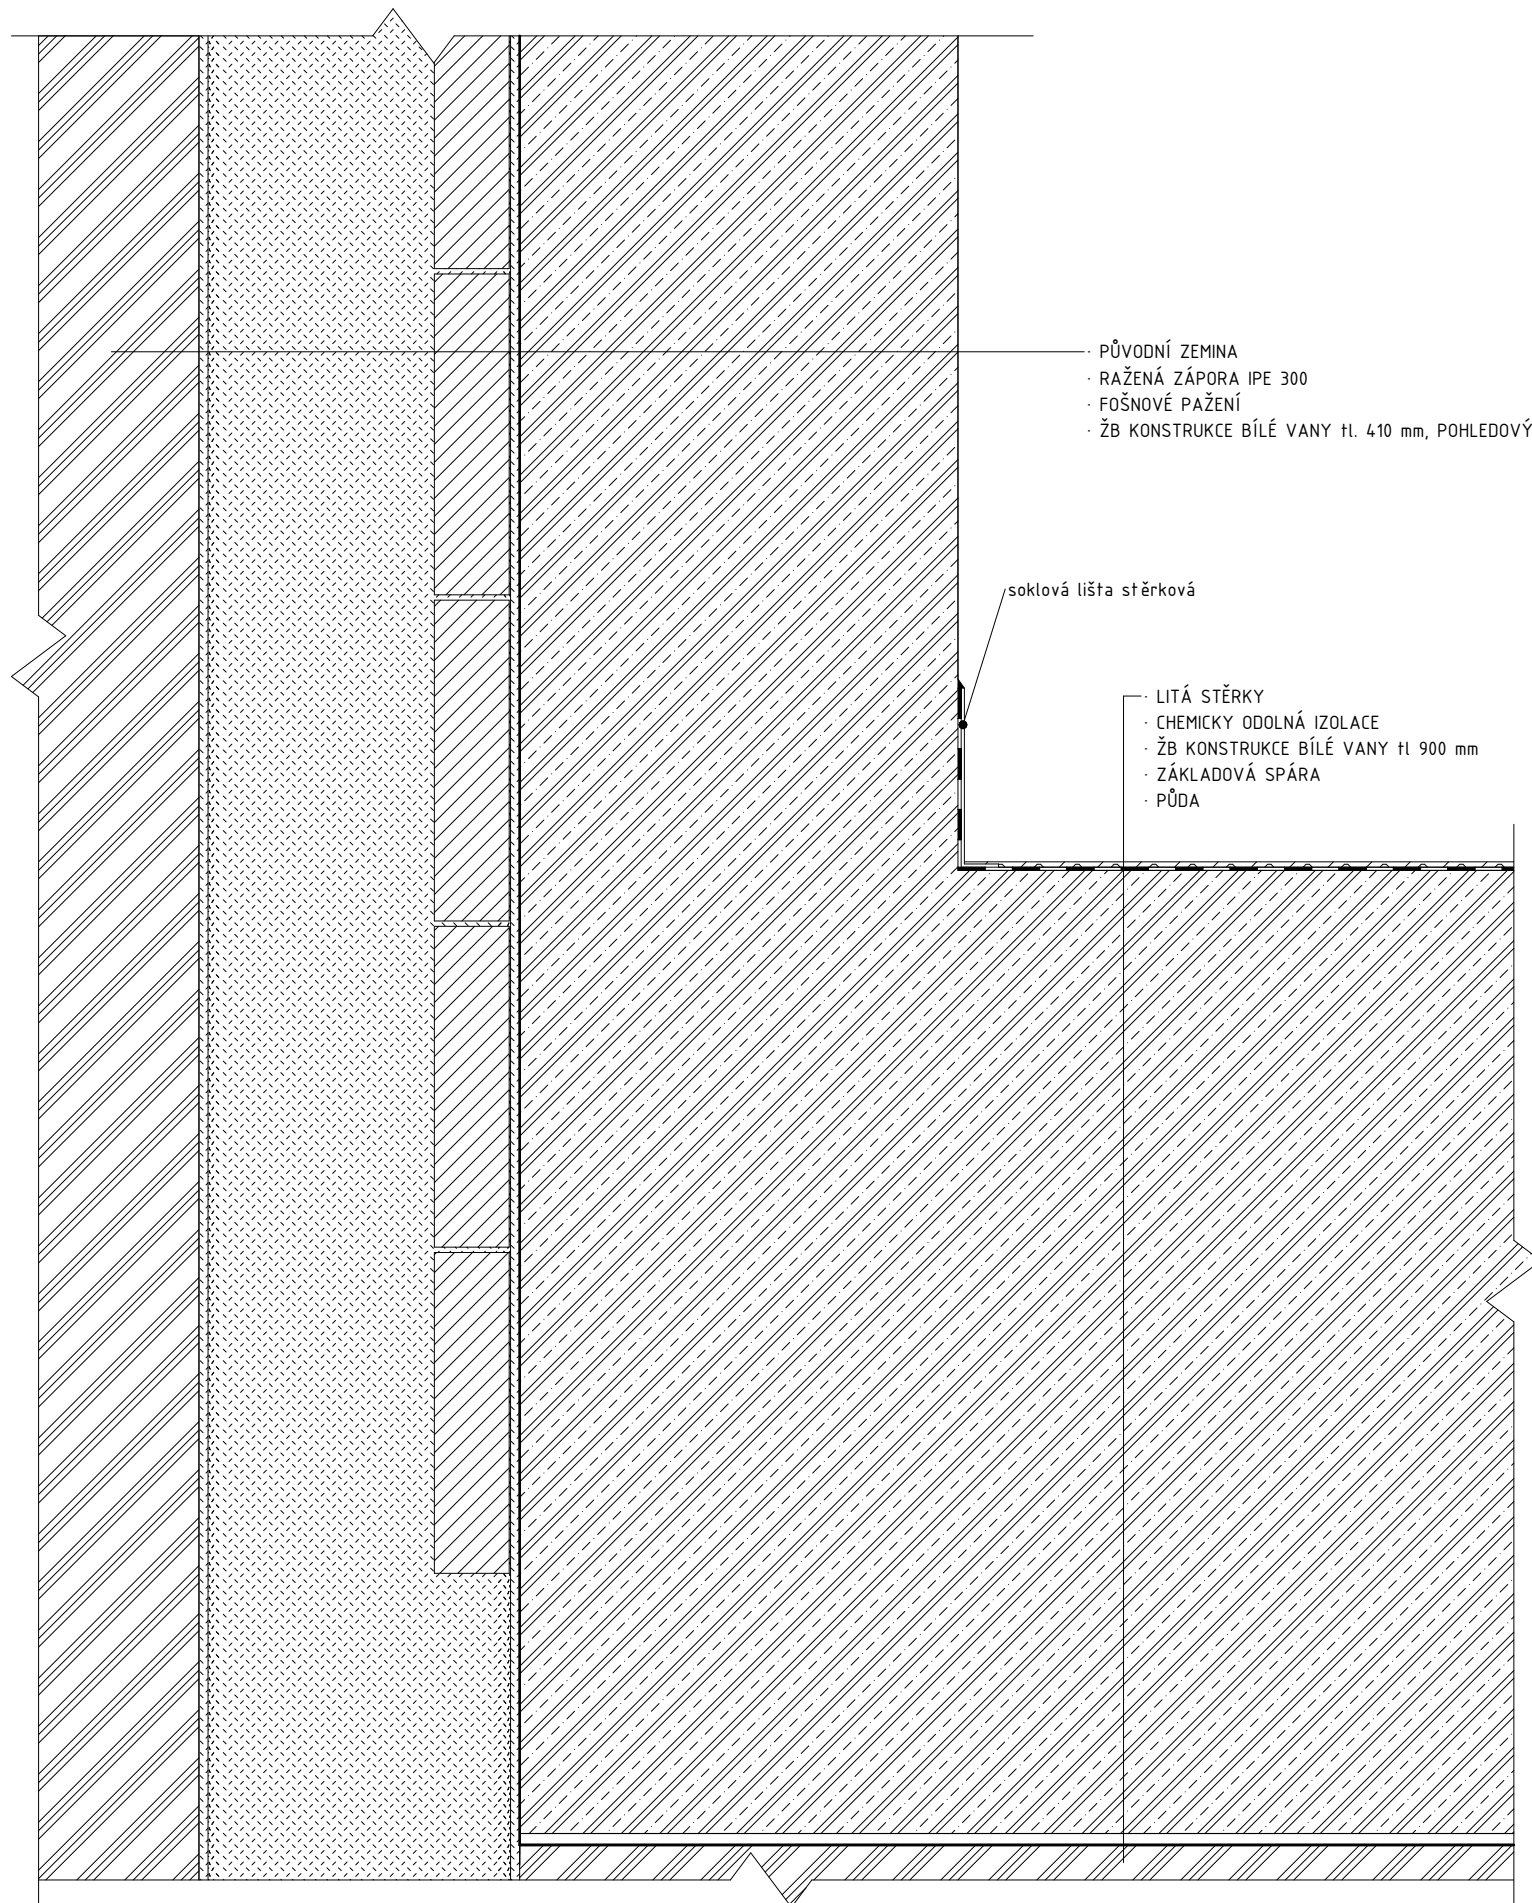 · PŮVODNÍ ZEMINA
· RAŽENÁ ZÁPORA IPE 300
· FOŠNOVÉ PAŽENÍ
· ŽB KONSTRUKCE BÍLÉ VANY tl. 410 mm, POHLEDOVÝ
soklová lišta stěrková
· LITÁ STĚRKY
· CHEMICKY ODOLNÁ IZOLACE
· ŽB KONSTRUKCE BÍLÉ VANY tl 900 mm
· ZÁKLADOVÁ SPÁRA
· PŮDA